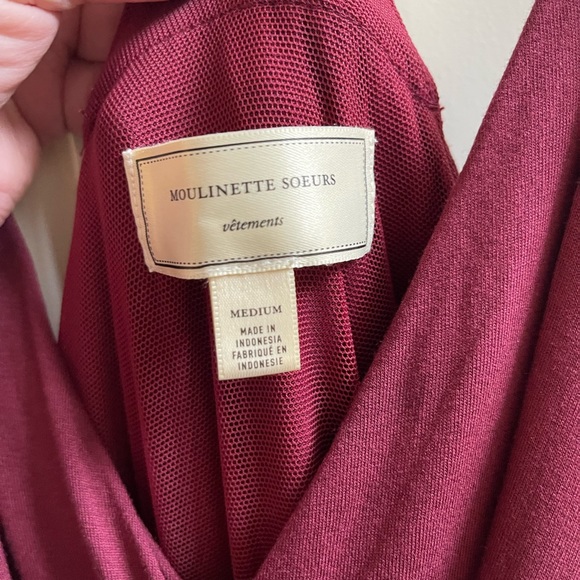 MOULINETTE SOEURS
vêtements
MEDIUM
MADE IN
INDONESIA
FABRIQUÉ EN
INDONESIE